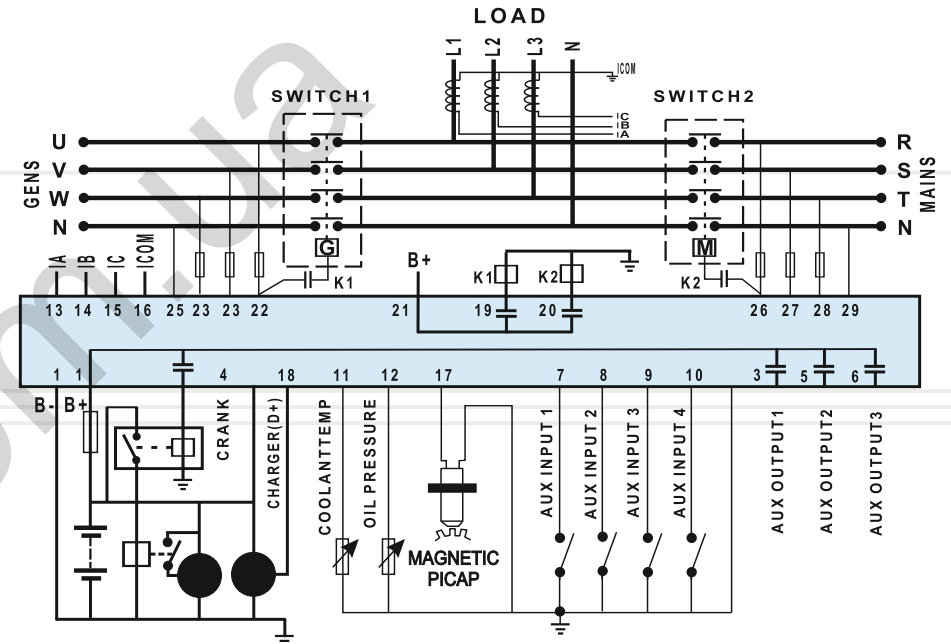 LOAD
L1 L2 L3 N
ICOM
SWITCH1 SWITCH2
IC
IB
IA
U R
V S
GENS MAINS
W T
N N
G M
IA IB IC ICOM B+ K1 K2
K1 K2
13 14 15 16 25 23 23 22 21 19 20 26 27 28 29
1 1 4 18 11 12 17 7 8 9 10 3 5 6
B- B+
CRANK
CHARGER(D+)
COOLANTTEMP
OIL PRESSURE
MAGNETIC
PICAP
AUX INPUT 1
AUX INPUT 2
AUX INPUT 3
AUX INPUT 4
AUX OUTPUT1
AUX OUTPUT2
AUX OUTPUT3
om.ua